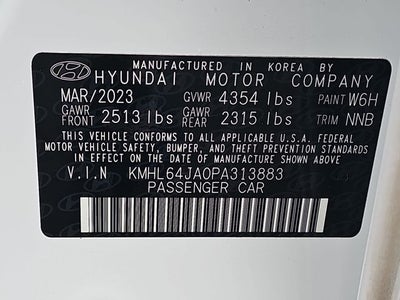 MANUFACTURED IN KOREA BY
HYUNDAI MOTOR COMPANY
MAR/2023 GVWR 4354 lbs PAINT W6H
GAWR FRONT 2513 lbs GAWR REAR 2315 lbs TRIM NNB
THIS VEHICLE CONFORMS TO ALL APPLICABLE U.S.A. FEDERAL
MOTOR VEHICLE SAFETY, BUMPER, AND THEFT PREVENTION
STANDARDS IN EFFECT ON THE DATE OF MANUFACTURE SHOWN ABOVE
V.I.N KMHL64JA0PA313883
PASSENGER CAR